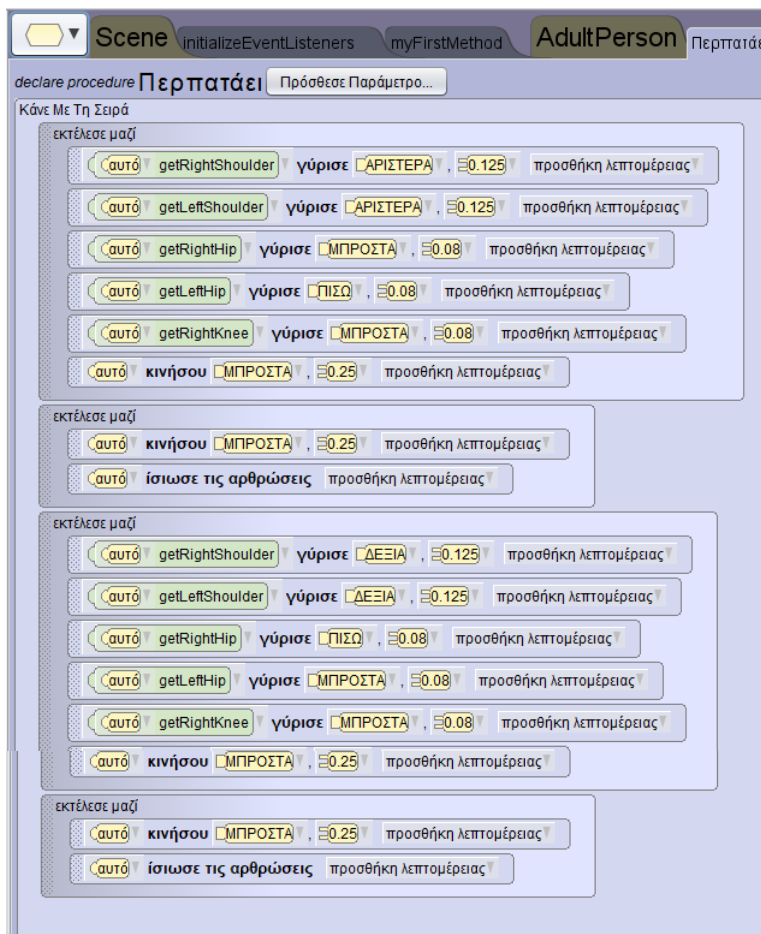 Scene initializeEventListeners myFirstMethod AdultPerson Περπατάε
declare procedure Περπατάει Πρόσθεσε Παράμετρο...
Κάνε Με Τη Σειρά
εκτέλεσε μαζί
αυτό getRightShoulder γύρισε ΑΡΙΣΤΕΡΑ , 0.125 προσθήκη λεπτομέρειας
αυτό getLeftShoulder γύρισε ΑΡΙΣΤΕΡΑ , 0.125 προσθήκη λεπτομέρειας
αυτό getRightHip γύρισε ΜΠΡΟΣΤΑ , 0.08 προσθήκη λεπτομέρειας
αυτό getLeftHip γύρισε ΠΙΣΩ , 0.08 προσθήκη λεπτομέρειας
αυτό getRightKnee γύρισε ΜΠΡΟΣΤΑ , 0.08 προσθήκη λεπτομέρειας
αυτό κινήσου ΜΠΡΟΣΤΑ , 0.25 προσθήκη λεπτομέρειας
εκτέλεσε μαζί
αυτό κινήσου ΜΠΡΟΣΤΑ , 0.25 προσθήκη λεπτομέρειας
αυτό ίσιωσε τις αρθρώσεις προσθήκη λεπτομέρειας
εκτέλεσε μαζί
αυτό getRightShoulder γύρισε ΔΕΞΙΑ , 0.125 προσθήκη λεπτομέρειας
αυτό getLeftShoulder γύρισε ΔΕΞΙΑ , 0.125 προσθήκη λεπτομέρειας
αυτό getRightHip γύρισε ΠΙΣΩ , 0.08 προσθήκη λεπτομέρειας
αυτό getLeftHip γύρισε ΜΠΡΟΣΤΑ , 0.08 προσθήκη λεπτομέρειας
αυτό getRightKnee γύρισε ΜΠΡΟΣΤΑ , 0.08 προσθήκη λεπτομέρειας
αυτό κινήσου ΜΠΡΟΣΤΑ , 0.25 προσθήκη λεπτομέρειας
εκτέλεσε μαζί
αυτό κινήσου ΜΠΡΟΣΤΑ , 0.25 προσθήκη λεπτομέρειας
αυτό ίσιωσε τις αρθρώσεις προσθήκη λεπτομέρειας